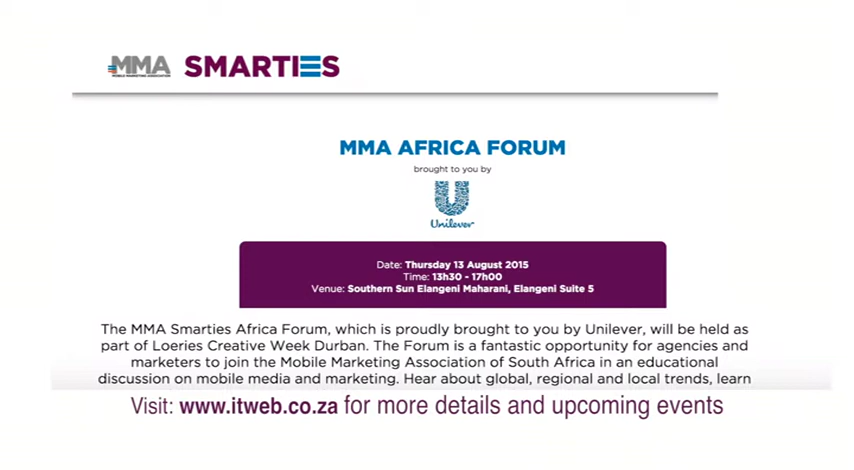 MMA SMARTIES
MOBILE MARKETING ASSOCIATION
MMA AFRICA FORUM
brought to you by
Unilever
Date: Thursday 13 August 2015
Time: 13h30 - 17h00
Venue: Southern Sun Elangeni Maharani, Elangeni Suite 5
The MMA Smarties Africa Forum, which is proudly brought to you by Unilever, will be held as
part of Loeries Creative Week Durban. The Forum is a fantastic opportunity for agencies and
marketers to join the Mobile Marketing Association of South Africa in an educational
discussion on mobile media and marketing. Hear about global, regional and local trends, learn
Visit: www.itweb.co.za for more details and upcoming events